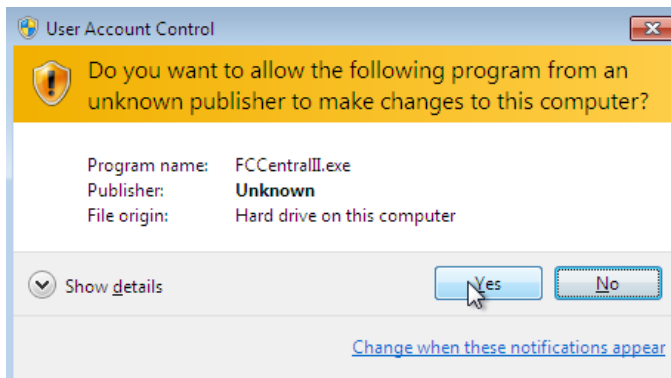 User Account Control
Do you want to allow the following program from an
unknown publisher to make changes to this computer?
Program name: FCCentralII.exe
Publisher: Unknown
File origin: Hard drive on this computer
Show details
Yes No
Change when these notifications appear